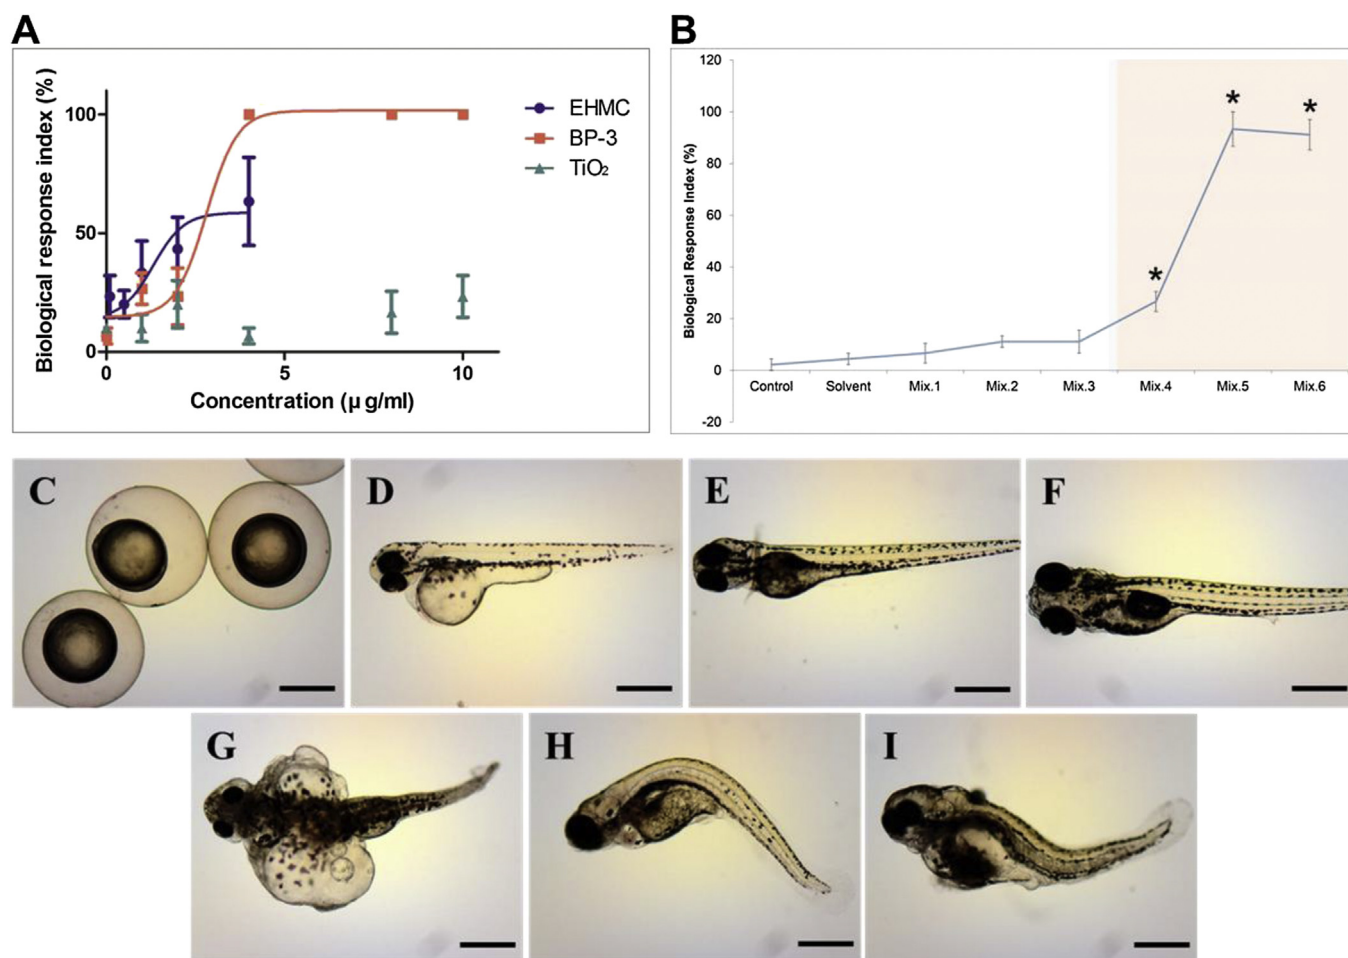 A
B
Biological response index (%)
100
50
0
0
5
10
Concentration (µ g/ml)
EHMC
BP-3
TiO₂
Biological Response Index (%)
120
100
80
60
40
20
0
-20
*
*
*
Control Solvent Mix.1 Mix.2 Mix.3 Mix.4 Mix.5 Mix.6
C
D
E
F
G
H
I